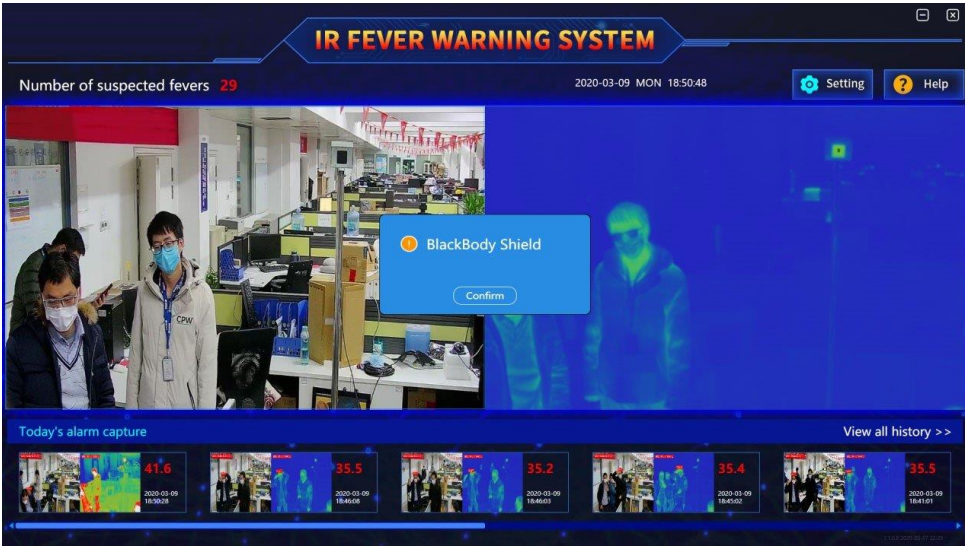 IR FEVER WARNING SYSTEM
Number of suspected fevers 29
2020-03-09 MON 18:50:48
Setting
? Help
CPW
! BlackBody Shield
Confirm
Today's alarm capture
View all history >>
41.6
2020-03-09
18:50:28
35.5
2020-03-09
18:46:08
35.2
2020-03-09
18:46:03
35.4
2020-03-09
18:45:02
35.5
2020-03-09
18:41:01